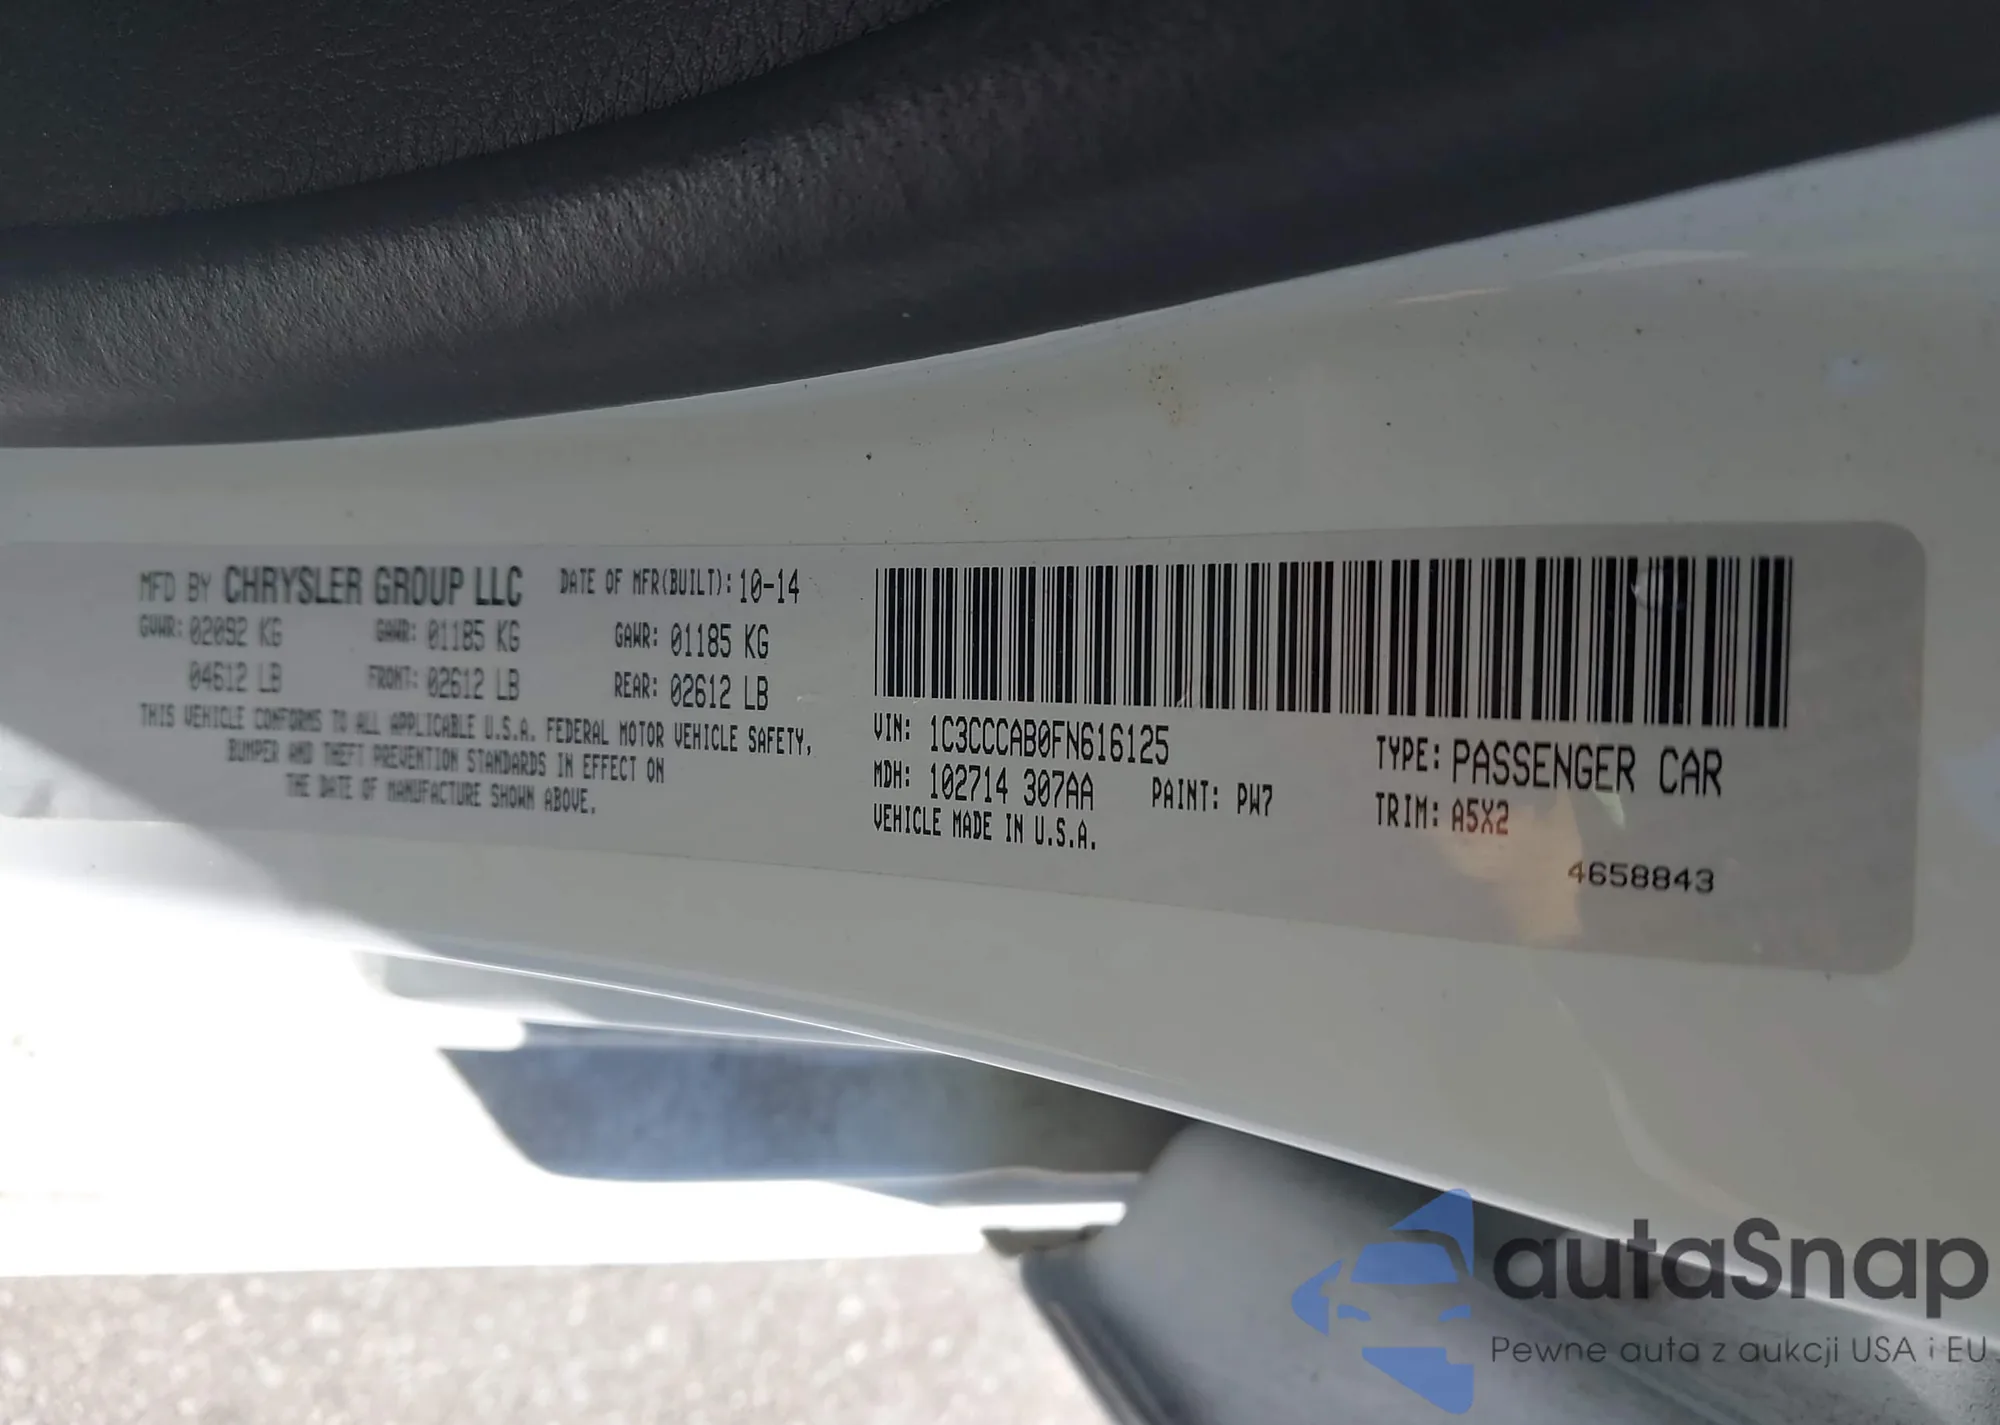 MFD BY CHRYSLER GROUP LLC DATE OF MFR(BUILT): 10-14
GVWR: 02092 KG GAWR: 01185 KG GAWR: 01185 KG
04612 LB FRONT: 02612 LB REAR: 02612 LB
THIS VEHICLE CONFORMS TO ALL APPLICABLE U.S.A. FEDERAL MOTOR VEHICLE SAFETY,
BUMPER AND THEFT PREVENTION STANDARDS IN EFFECT ON
THE DATE OF MANUFACTURE SHOWN ABOVE.
VIN: 1C3CCCAB0FN616125 TYPE: PASSENGER CAR
MDH: 102714 307AA PAINT: PW7 TRIM: A5X2
VEHICLE MADE IN U.S.A.
4658843
autaSnap
Pewne auta z aukcji USA i EU